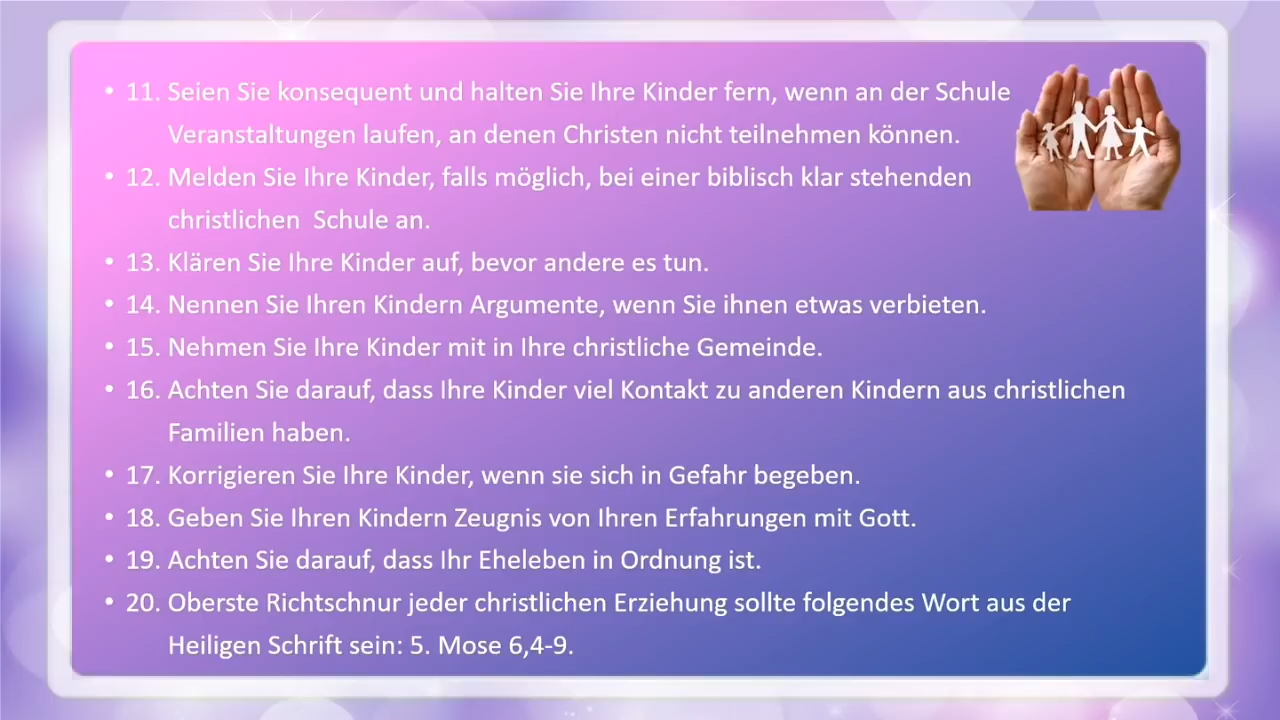 • 11. Seien Sie konsequent und halten Sie Ihre Kinder fern, wenn an der Schule
Veranstaltungen laufen, an denen Christen nicht teilnehmen können.
• 12. Melden Sie Ihre Kinder, falls möglich, bei einer biblisch klar stehenden
christlichen  Schule an.
• 13. Klären Sie Ihre Kinder auf, bevor andere es tun.
• 14. Nennen Sie Ihren Kindern Argumente, wenn Sie ihnen etwas verbieten.
• 15. Nehmen Sie Ihre Kinder mit in Ihre christliche Gemeinde.
• 16. Achten Sie darauf, dass Ihre Kinder viel Kontakt zu anderen Kindern aus christlichen
Familien haben.
• 17. Korrigieren Sie Ihre Kinder, wenn sie sich in Gefahr begeben.
• 18. Geben Sie Ihren Kindern Zeugnis von Ihren Erfahrungen mit Gott.
• 19. Achten Sie darauf, dass Ihr Eheleben in Ordnung ist.
• 20. Oberste Richtschnur jeder christlichen Erziehung sollte folgendes Wort aus der
Heiligen Schrift sein: 5. Mose 6,4-9.